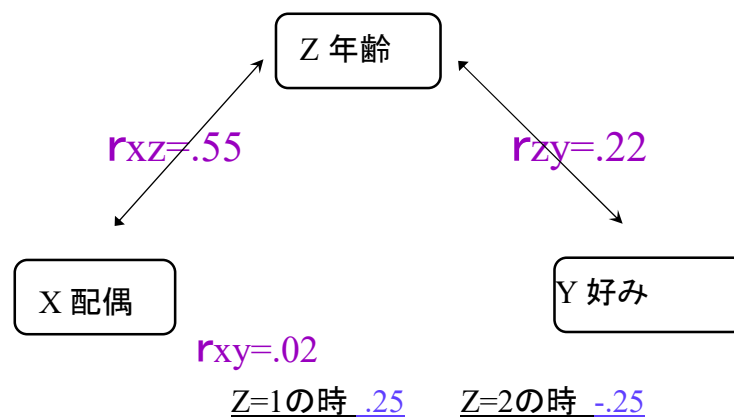 Z 年齢
rxz=.55
rzy=.22
X 配偶
Y 好み
rxy=.02
Z=1の時 .25 Z=2の時 -.25